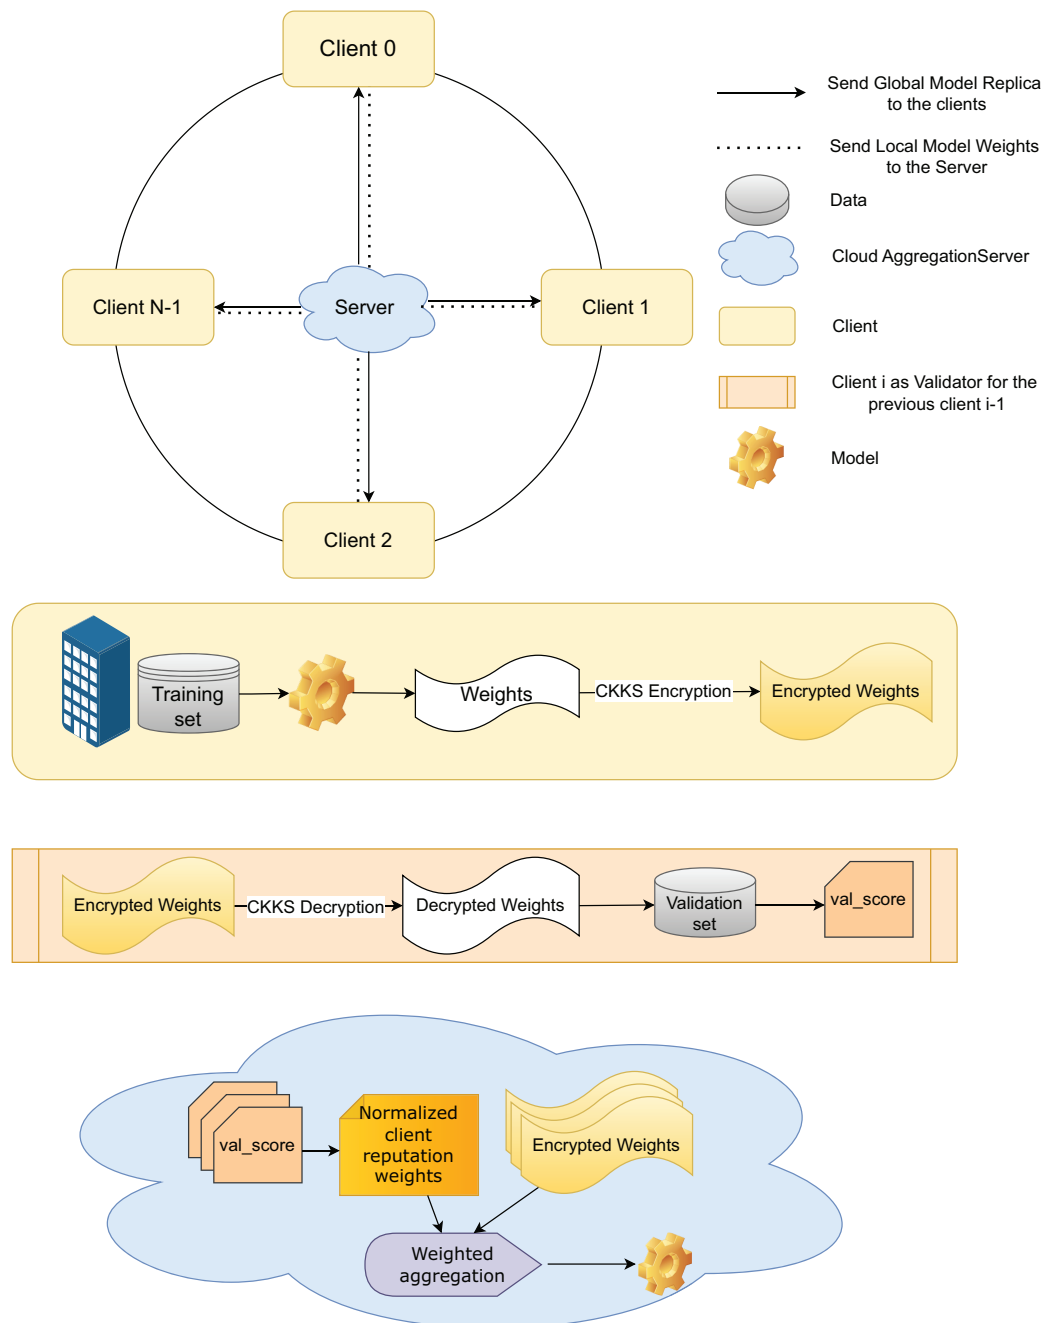 Client 0
Client N-1
Server
Client 1
Client 2
Send Global Model Replica
to the clients
Send Local Model Weights
to the Server
Data
Cloud AggregationServer
Client
Client i as Validator for the
previous client i-1
Model
Training
set
Weights
CKKS Encryption
Encrypted Weights
Encrypted Weights
CKKS Decryption
Decrypted Weights
Validation
set
val_score
val_score
Normalized
client
reputation
weights
Encrypted Weights
Weighted
aggregation